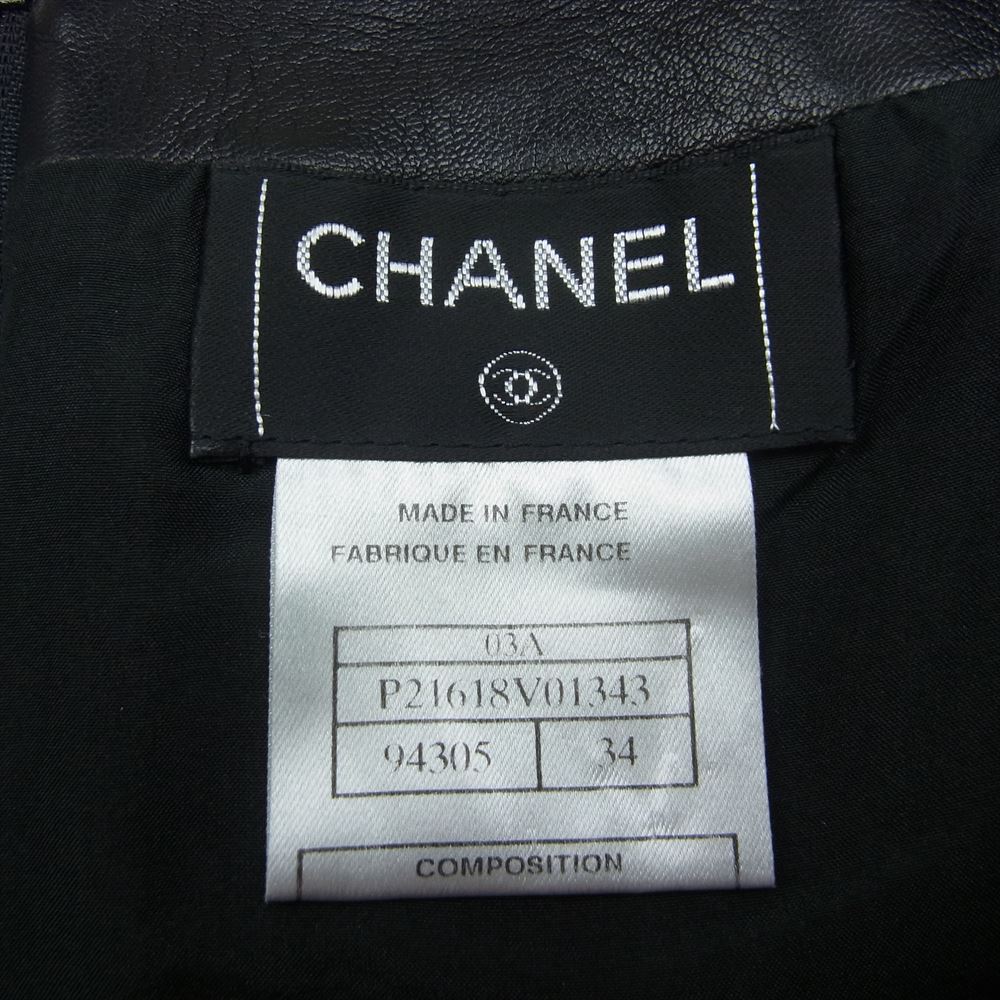 CHANEL
MADE IN FRANCE
FABRIQUE EN FRANCE
03A
P21618V01343
94305 34
COMPOSITION